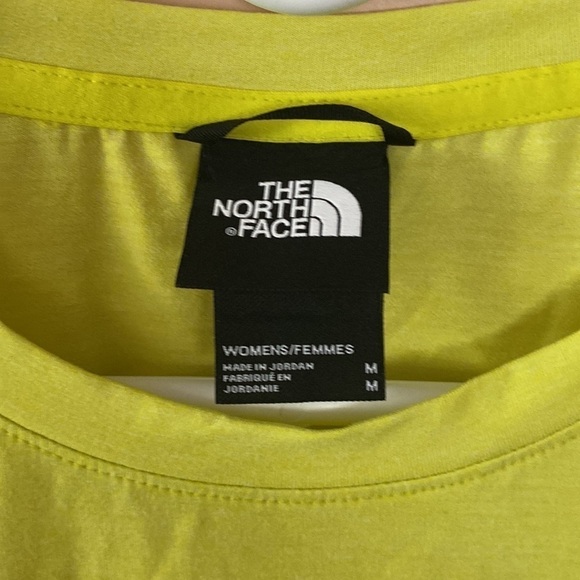 THE
NORTH
®FACE
WOMENS/FEMMES
MADE IN JORDAN M
FABRIQUÉ EN
JORDANIE M